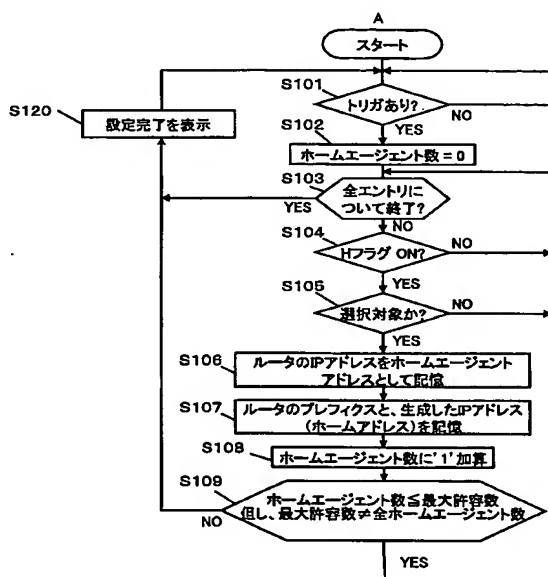 A
スタート
S101
トリガあり?
NO
YES
S120
設定完了を表示
S102
ホームエージェント数=0
S103
全エントリに
ついて終了?
YES
NO
S104
Hフラグ ON?
NO
YES
S105
選択対象か?
NO
YES
S106
ルータのIPアドレスをホームエージェント
アドレスとして記憶
S107
ルータのプレフィクスと、生成したIPアドレス
(ホームアドレス)を記憶
S108
ホームエージェント数に'1'加算
S109
ホームエージェント数≦最大許容数
但し、最大許容数≠全ホームエージェント数
NO
YES